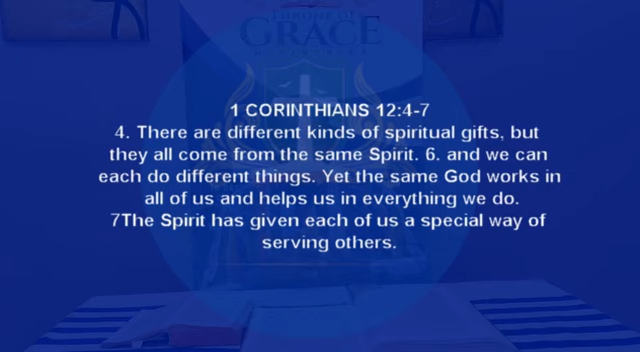 THRONE OF
GRACE
1 CORINTHIANS 12:4-7
4. There are different kinds of spiritual gifts, but
they all come from the same Spirit. 6. and we can
each do different things. Yet the same God works in
all of us and helps us in everything we do.
7The Spirit has given each of us a special way of
serving others.